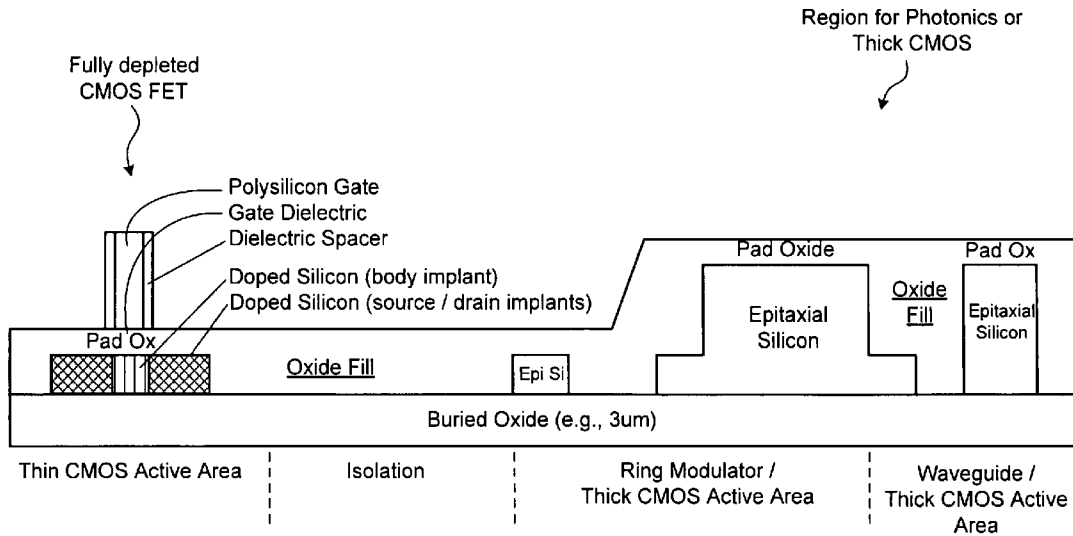 Region for Photonics or
Thick CMOS
Fully depleted
CMOS FET
Polysilicon Gate
Gate Dielectric
Dielectric Spacer
Doped Silicon (body implant)
Doped Silicon (source / drain implants)
Pad Ox
Oxide Fill
Epi Si
Pad Oxide
Epitaxial
Silicon
Oxide
Fill
Pad Ox
Epitaxial
Silicon
Buried Oxide (e.g., 3um)
Thin CMOS Active Area
Isolation
Ring Modulator /
Thick CMOS Active Area
Waveguide /
Thick CMOS Active
Area